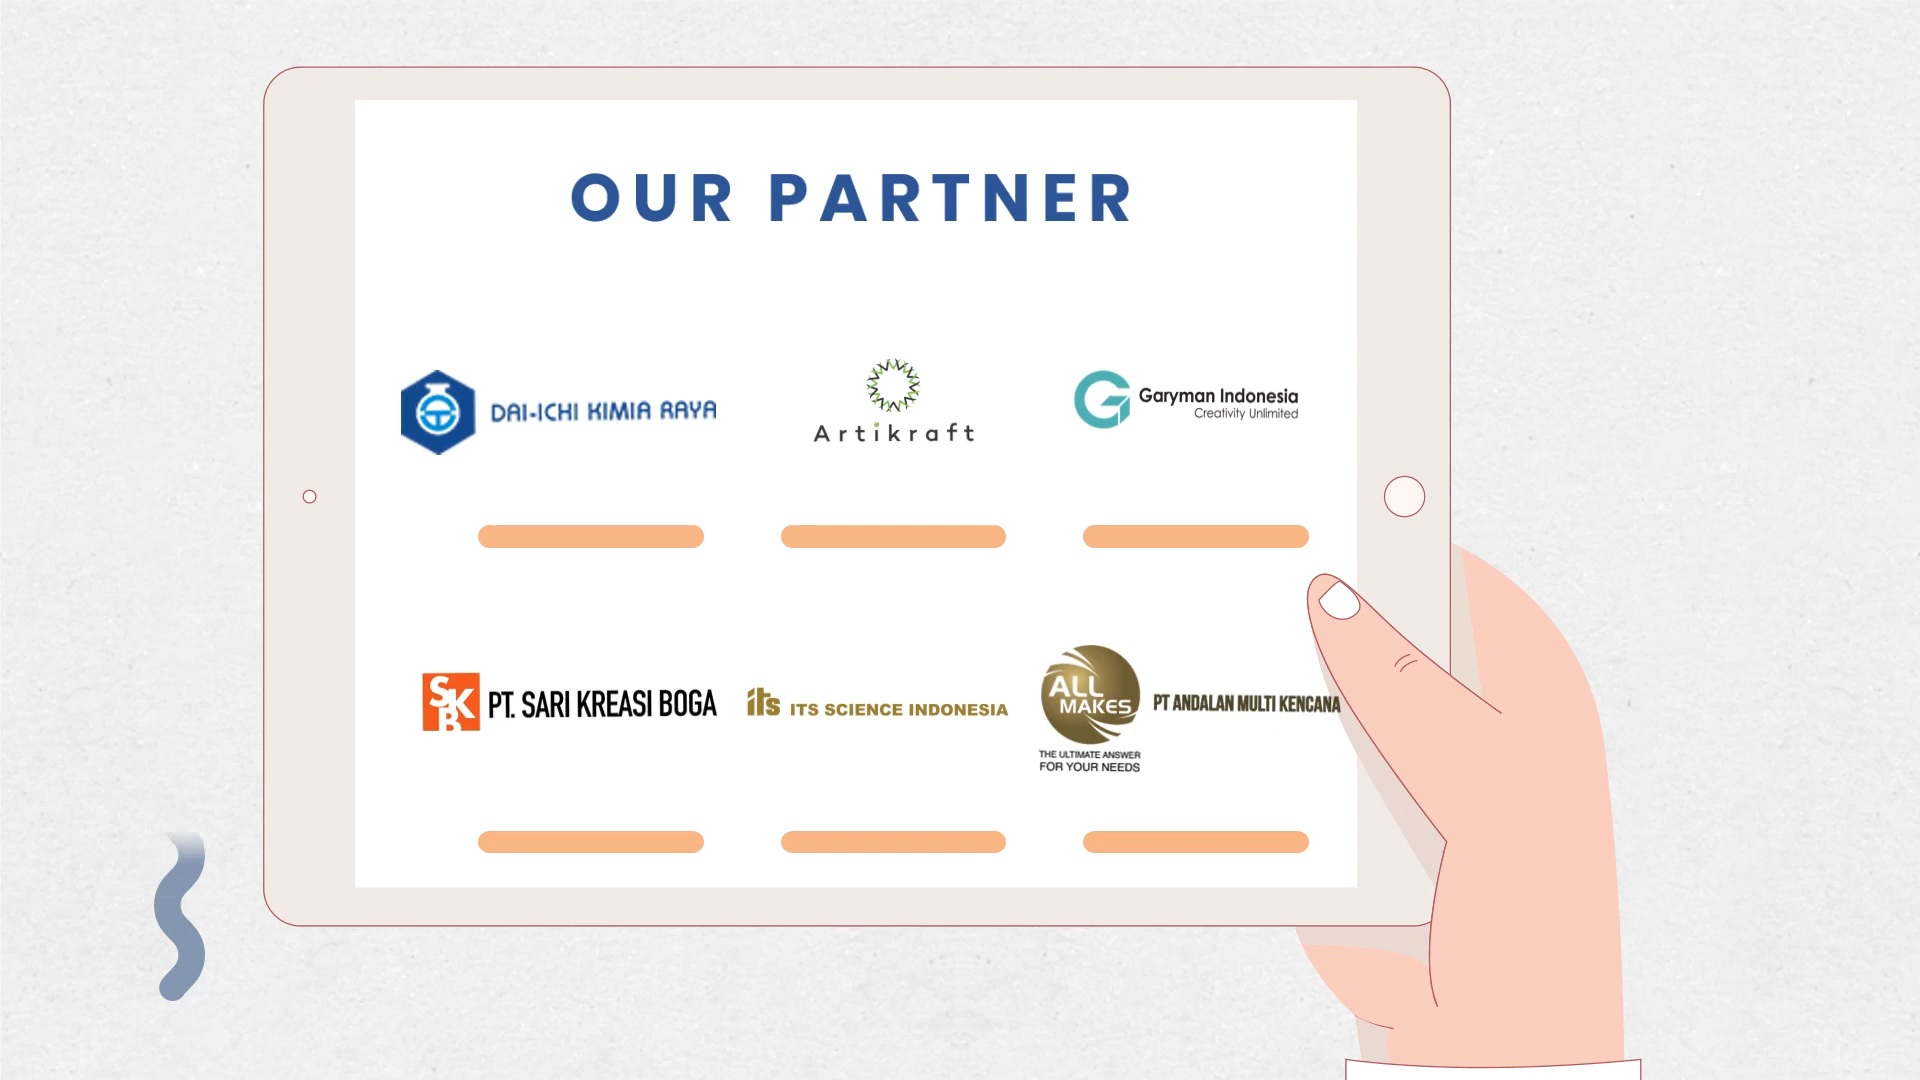 OUR PARTNER
DAI-ICHI KIMIA RAYA
Artikraft
Garyman Indonesia
Creativity Unlimited
SKB
PT. SARI KREASI BOGA
its
ITS SCIENCE INDONESIA
ALL
MAKES
PT ANDALAN MULTI KENCANA
THE ULTIMATE ANSWER
FOR YOUR NEEDS